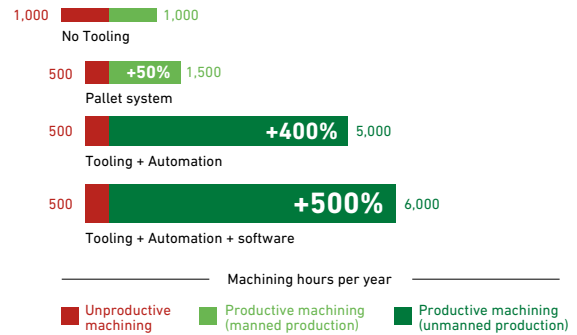 1,000 1,000
No Tooling
500 +50% 1,500
Pallet system
500 +400% 5,000
Tooling + Automation
500 +500% 6,000
Tooling + Automation + software
Machining hours per year
Unproductive
machining
Productive machining
(manned production)
Productive machining
(unmanned production)